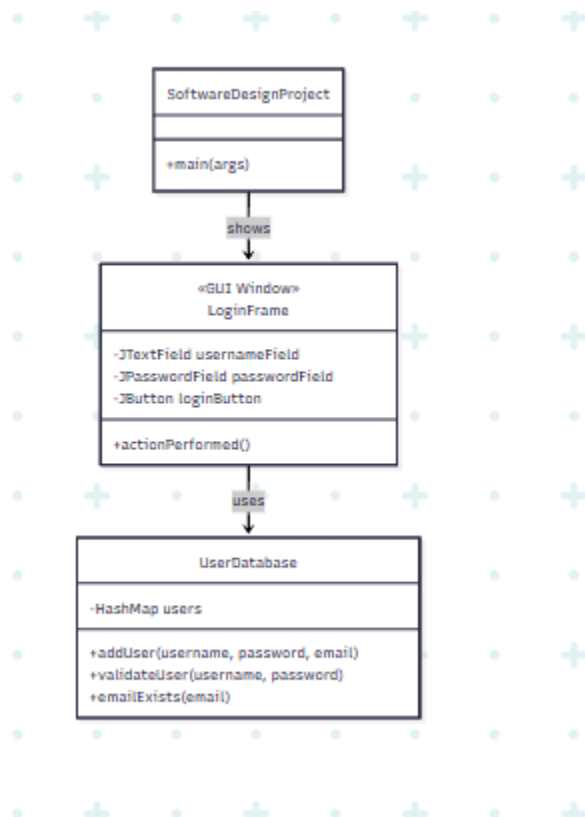 SoftwareDesignProject
+main(args)
shows
«GUI Window»
LoginFrame
-JTextField usernameField
-JPasswordField passwordField
-JButton loginButton
+actionPerformed()
uses
UserDatabase
-HashMap users
+addUser(username, password, email)
+validateUser(username, password)
+emailExists(email)